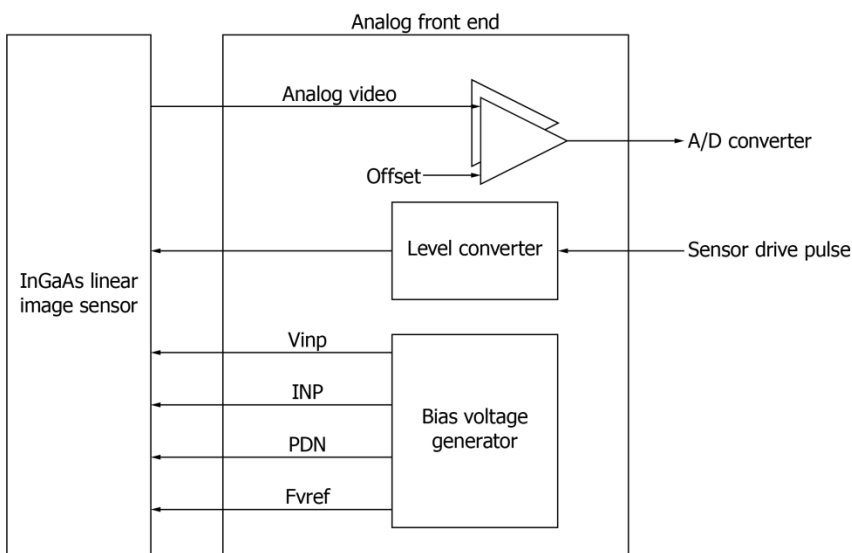 Analog front end
Analog video
A/D converter
Offset
Level converter
Sensor drive pulse
InGaAs linear
image sensor
Vinp
INP
Bias voltage
generator
PDN
Fvref